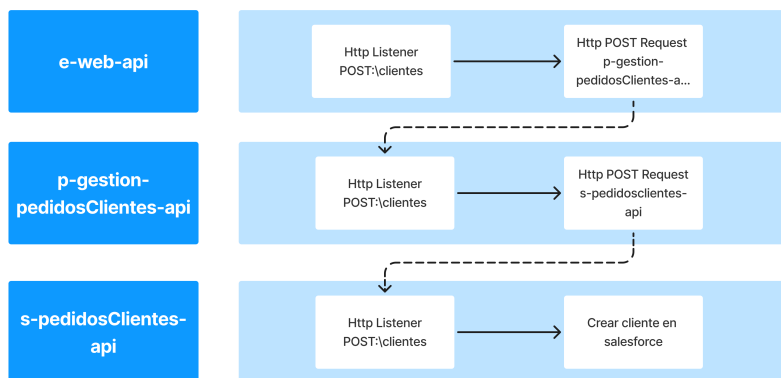 e-web-api
Http Listener
POST:\clientes
Http POST Request
p-gestion-
pedidosClientes-a...
p-gestion-
pedidosClientes-api
Http Listener
POST:\clientes
Http POST Request
s-pedidosclientes-
api
s-pedidosClientes-
api
Http Listener
POST:\clientes
Crear cliente en
salesforce